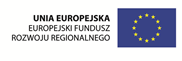 UNIA EUROPEJSKA
EUROPEJSKI FUNDUSZ
ROZWOJU REGIONALNEGO